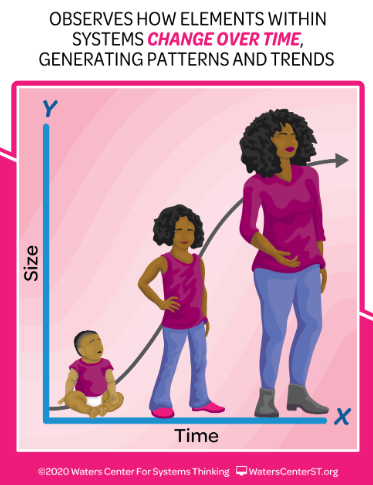 OBSERVES HOW ELEMENTS WITHIN
SYSTEMS CHANGE OVER TIME,
GENERATING PATTERNS AND TRENDS
Y
Size
X
Time
©2020 Waters Center For Systems Thinking WatersCenterST.org